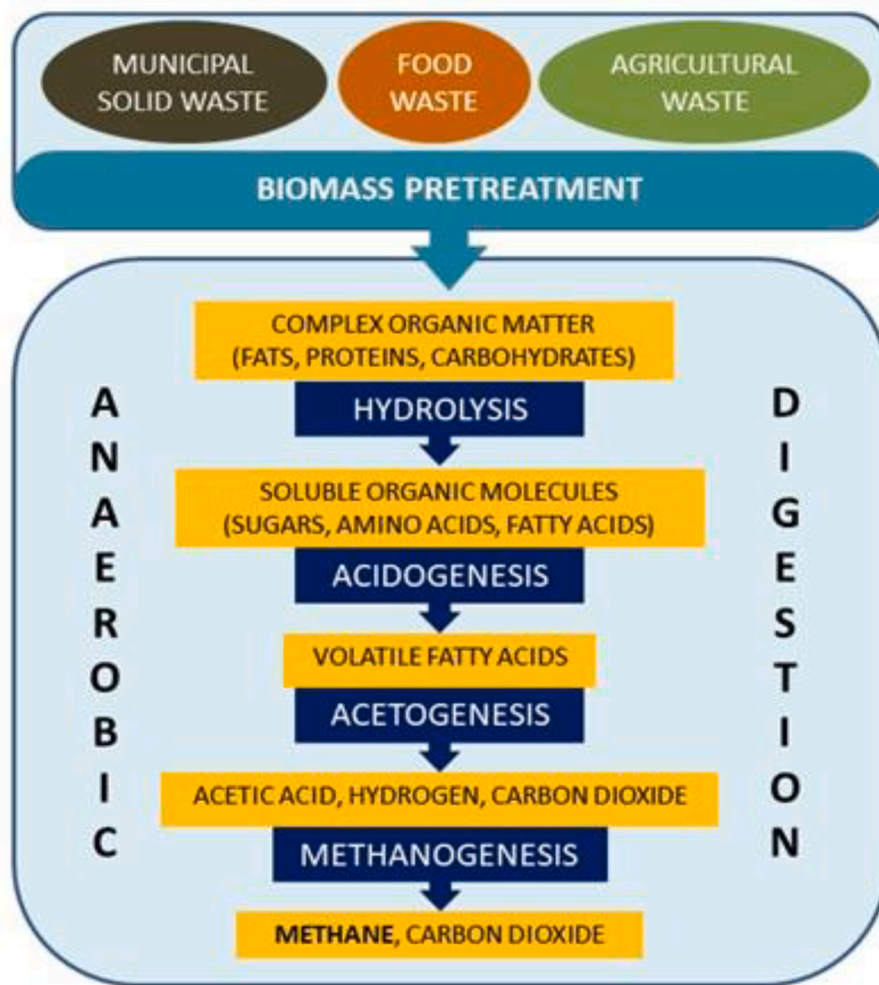 MUNICIPAL
SOLID WASTE
FOOD
WASTE
AGRICULTURAL
WASTE
BIOMASS PRETREATMENT
ANAEROBIC
DIGESTION
COMPLEX ORGANIC MATTER
(FATS, PROTEINS, CARBOHYDRATES)
HYDROLYSIS
SOLUBLE ORGANIC MOLECULES
(SUGARS, AMINO ACIDS, FATTY ACIDS)
ACIDOGENESIS
VOLATILE FATTY ACIDS
ACETOGENESIS
ACETIC ACID, HYDROGEN, CARBON DIOXIDE
METHANOGENESIS
METHANE, CARBON DIOXIDE